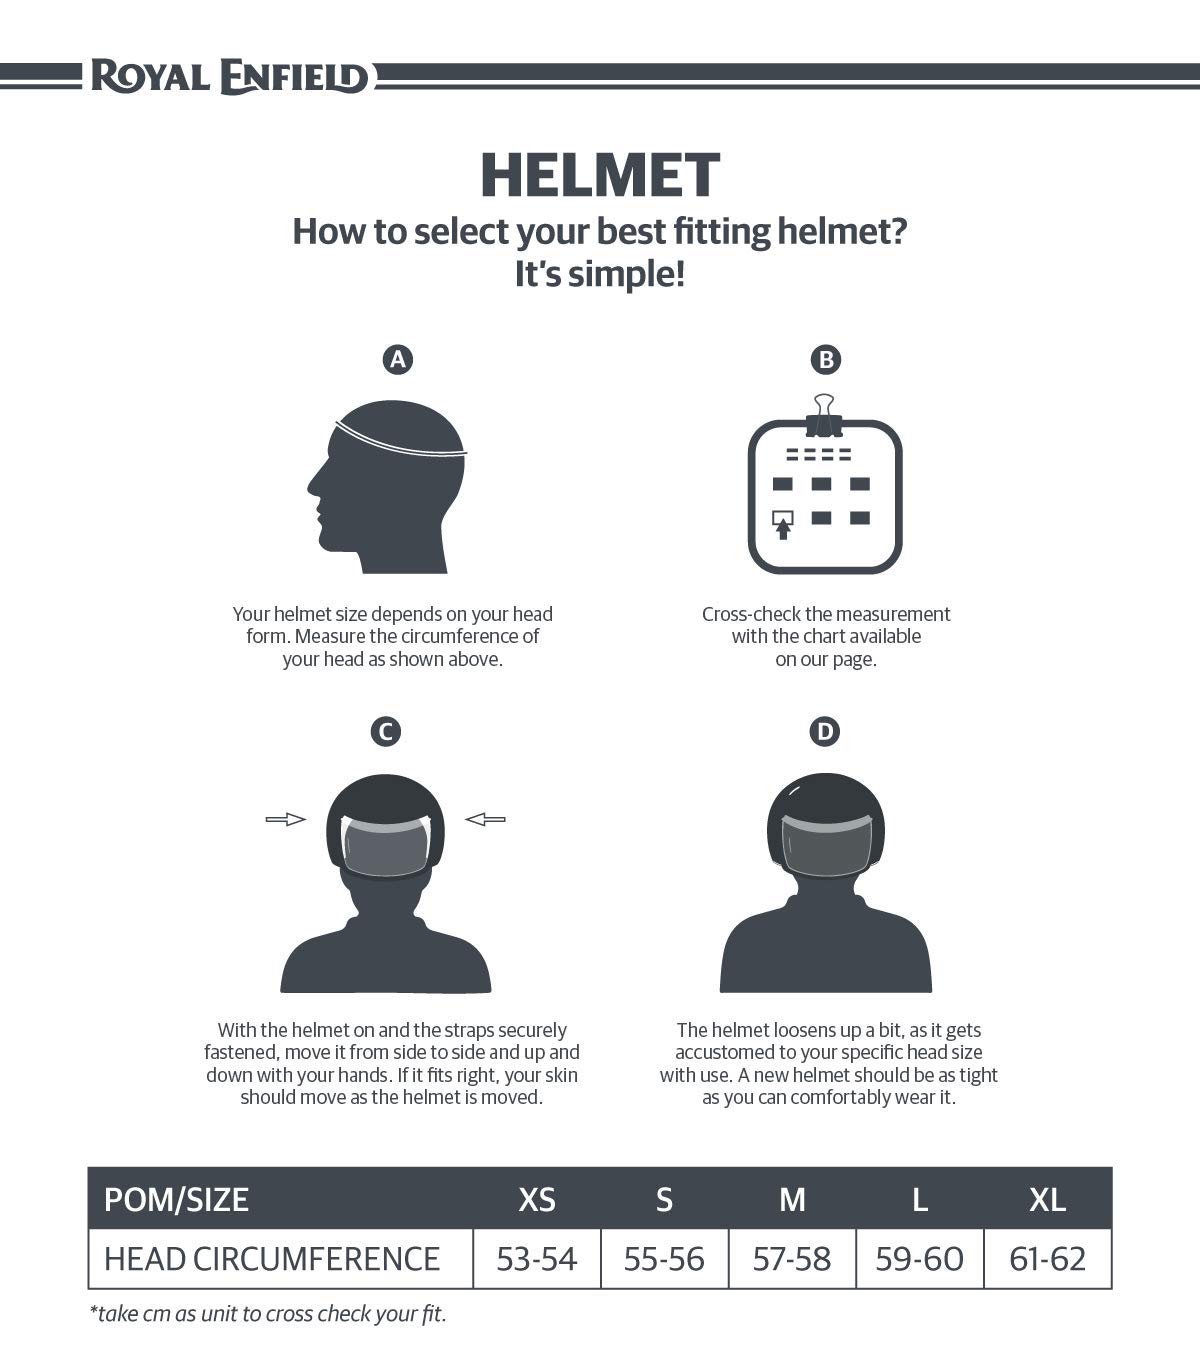 ROYAL ENFIELD
HELMET
How to select your best fitting helmet?
It's simple!
A
Your helmet size depends on your head
form. Measure the circumference of
your head as shown above.
B
Cross-check the measurement
with the chart available
on our page.
C
With the helmet on and the straps securely
fastened, move it from side to side and up and
down with your hands. If it fits right, your skin
should move as the helmet is moved.
D
The helmet loosens up a bit, as it gets
accustomed to your specific head size
with use. A new helmet should be as tight
as you can comfortably wear it.
POM/SIZE XS S M L XL
HEAD CIRCUMFERENCE 53-54 55-56 57-58 59-60 61-62
*take cm as unit to cross check your fit.